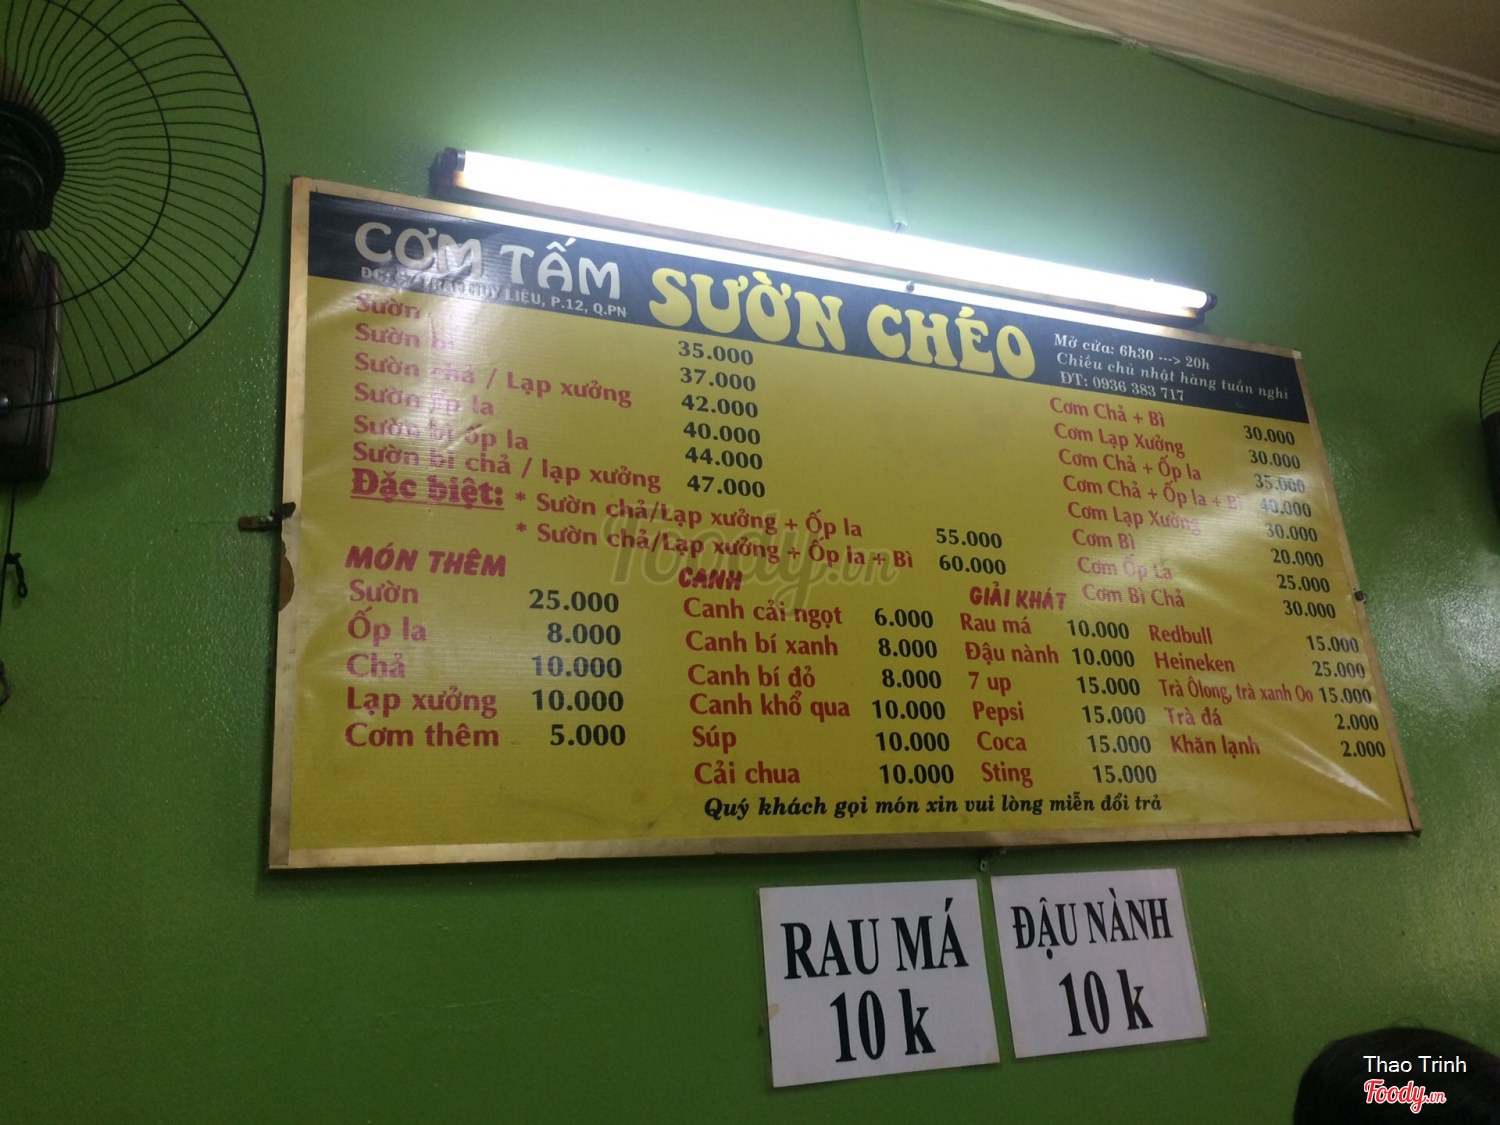 CƠM TẤM SƯỜN CHÉO
TRẦN HUY LIỆU, P.12, Q.PN
Mở cửa: 6h30 ---> 20h
Chiều chủ nhật hàng tuần nghỉ
ĐT: 0936 383 717
Sườn 35.000
Sườn bì 37.000
Sườn chả / Lạp xưởng 42.000
Sườn ốp la 40.000
Sườn bì ốp la 44.000
Sườn bì chả / lạp xưởng 47.000
Đặc biệt: * Sườn chả/Lạp xưởng + Ốp la 55.000
* Sườn chả/Lạp xưởng + Ốp la + Bì 60.000
Cơm Chả + Bì 30.000
Cơm Lạp Xưởng 30.000
Cơm Chả + Ốp la 35.000
Cơm Chả + Ốp la + Bì 40.000
Cơm Lạp Xưởng 30.000
Cơm Bì 20.000
Cơm Ốp La 25.000
Cơm Bì Chả 30.000
MÓN THÊM
Sườn 25.000
Ốp la 8.000
Chả 10.000
Lạp xưởng 10.000
Cơm thêm 5.000
CANH
Canh cải ngọt 6.000
Canh bí xanh 8.000
Canh bí đỏ 8.000
Canh khổ qua 10.000
Súp 10.000
Cải chua 10.000
GIẢI KHÁT
Rau má 10.000
Đậu nành 10.000
7 up 15.000
Pepsi 15.000
Coca 15.000
Sting 15.000
Redbull 15.000
Heineken 25.000
Trà Ôlong, trà xanh Oo 15.000
Trà đá 2.000
Khăn lạnh 2.000
Quý khách gọi món xin vui lòng miễn đổi trả
RAU MÁ
10 k
ĐẬU NÀNH
10 k
Foody.vn
Thao Trinh
Foody.vn